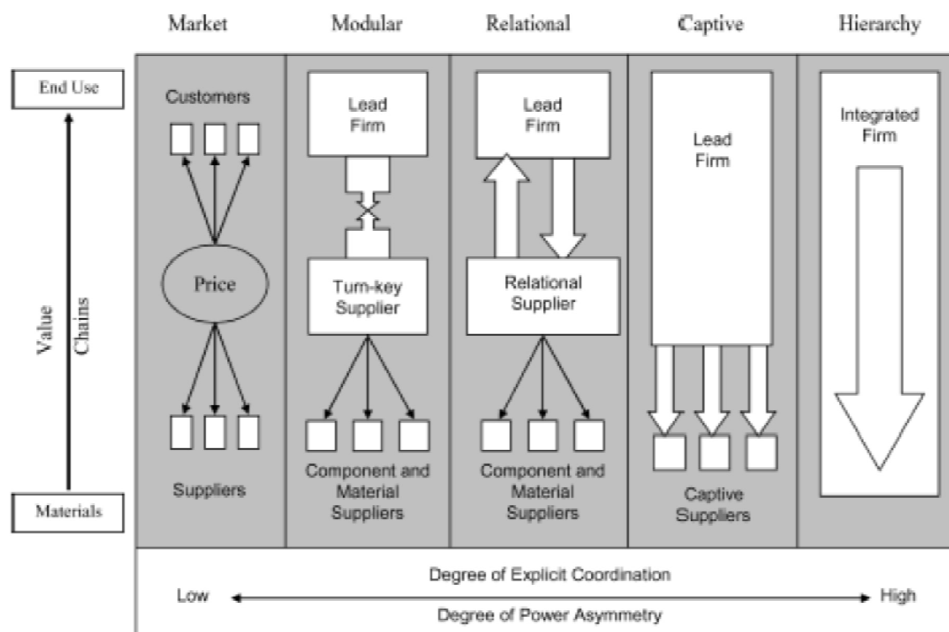 Market
Modular
Relational
Captive
Hierarchy
End Use
Value
Chains
Materials
Customers
Price
Suppliers
Lead
Firm
Turn-key
Supplier
Component and
Material
Suppliers
Lead
Firm
Relational
Supplier
Component and
Material
Suppliers
Lead
Firm
Captive
Suppliers
Integrated
Firm
Degree of Explicit Coordination
Low
High
Degree of Power Asymmetry